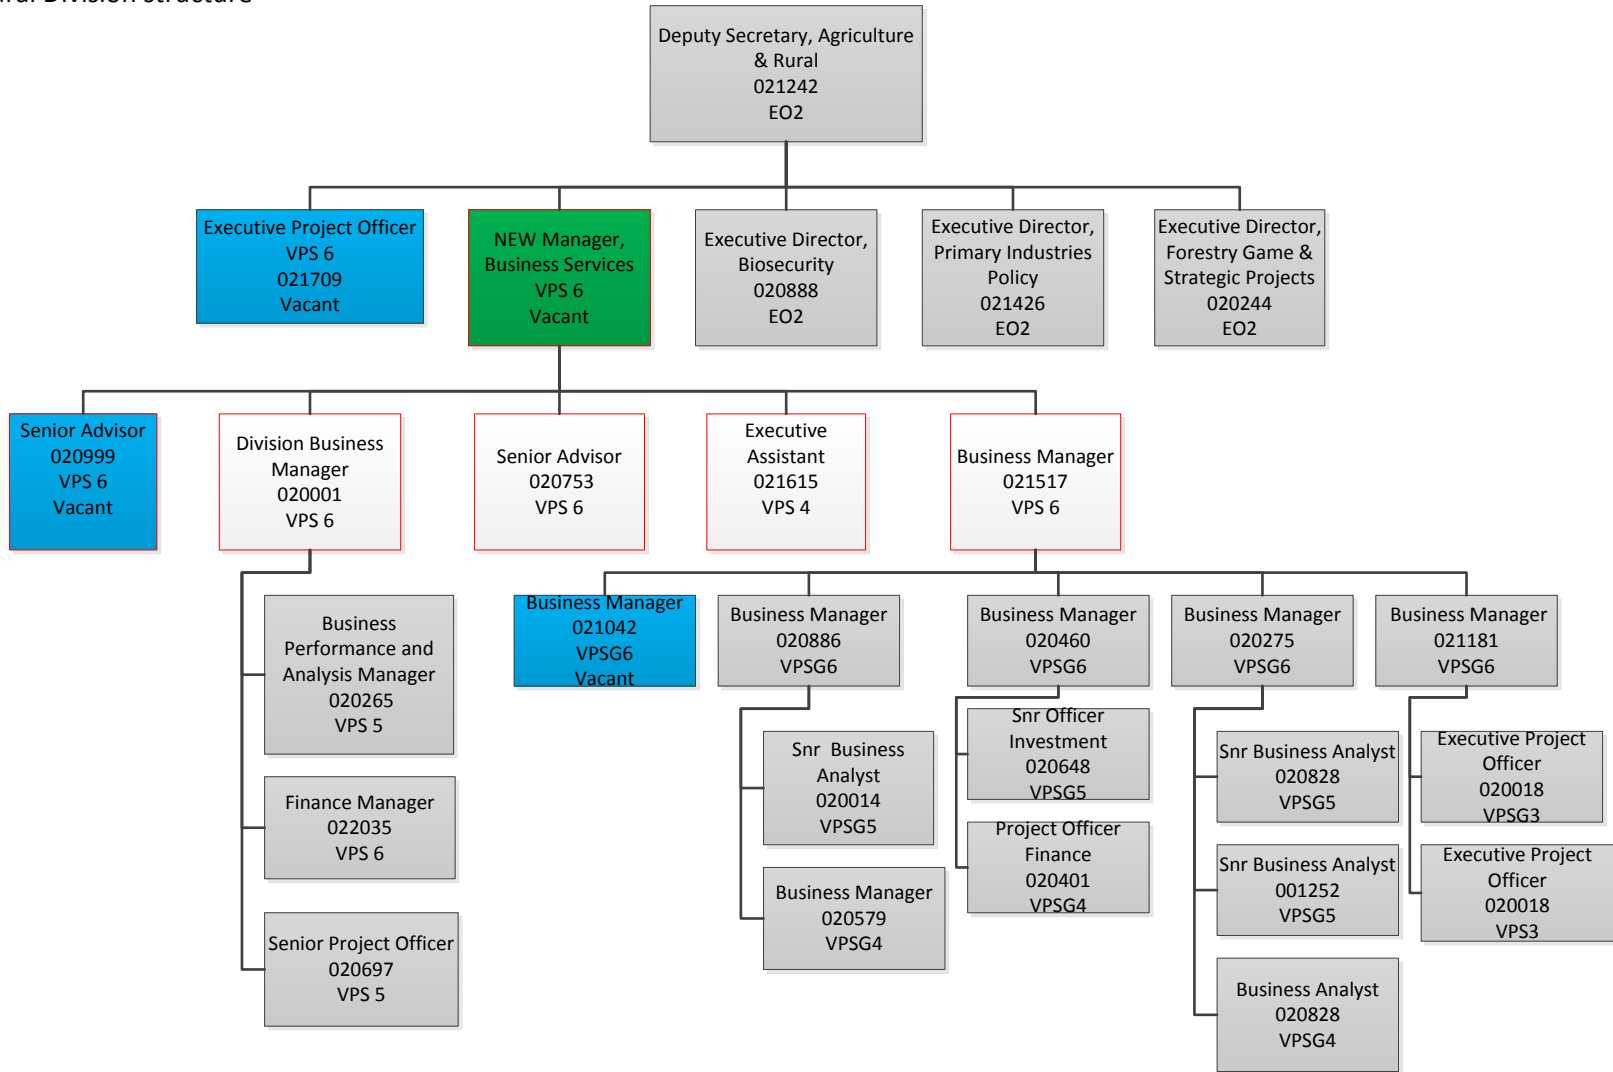 Division structure
Deputy Secretary, Agriculture
& Rural
021242
EO2
Executive Project Officer
VPS 6
021709
Vacant
NEW Manager,
Business Services
VPS 6
Vacant
Executive Director,
Biosecurity
020888
EO2
Executive Director,
Primary Industries
Policy
021426
EO2
Executive Director,
Forestry Game &
Strategic Projects
020244
EO2
Senior Advisor
020999
VPS 6
Vacant
Division Business
Manager
020001
VPS 6
Senior Advisor
020753
VPS 6
Executive
Assistant
021615
VPS 4
Business Manager
021517
VPS 6
Business
Performance and
Analysis Manager
020265
VPS 5
Finance Manager
022035
VPS 6
Senior Project Officer
020697
VPS 5
Business Manager
021042
VPSG6
Vacant
Business Manager
020886
VPSG6
Snr  Business
Analyst
020014
VPSG5
Business Manager
020579
VPSG4
Business Manager
020460
VPSG6
Snr Officer
Investment
020648
VPSG5
Project Officer
Finance
020401
VPSG4
Business Manager
020275
VPSG6
Snr Business Analyst
020828
VPSG5
Snr Business Analyst
001252
VPSG5
Business Analyst
020828
VPSG4
Business Manager
021181
VPSG6
Executive Project
Officer
020018
VPSG3
Executive Project
Officer
020018
VPS3